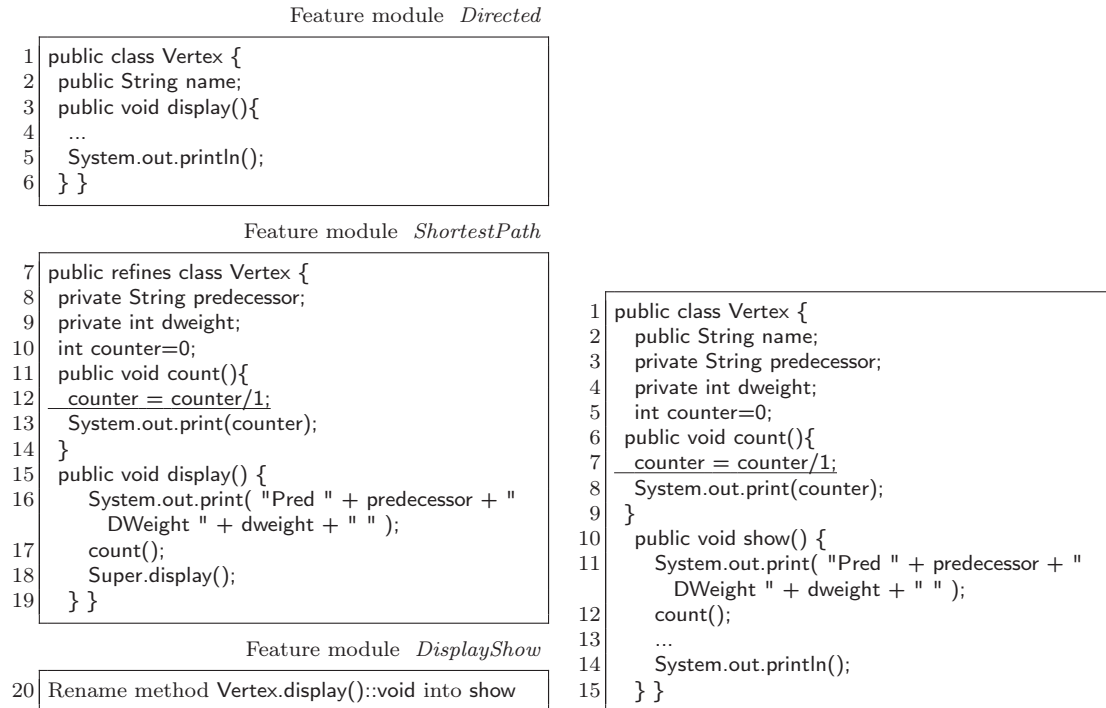 Feature module Directed
1 public class Vertex {
2 public String name;
3 public void display(){
4 ...
5 System.out.println();
6 } }
Feature module ShortestPath
7 public refines class Vertex {
8 private String predecessor;
9 private int dweight;
10 int counter=0;
11 public void count(){
12 counter = counter/1;
13 System.out.print(counter);
14 }
15 public void display() {
16 System.out.print( "Pred " + predecessor + "
DWeight " + dweight + " " );
17 count();
18 Super.display();
19 } }
Feature module DisplayShow
20 Rename method Vertex.display()::void into show
1 public class Vertex {
2 public String name;
3 private String predecessor;
4 private int dweight;
5 int counter=0;
6 public void count(){
7 counter = counter/1;
8 System.out.print(counter);
9 }
10 public void show() {
11 System.out.print( "Pred " + predecessor + "
DWeight " + dweight + " " );
12 count();
13 ...
14 System.out.println();
15 } }